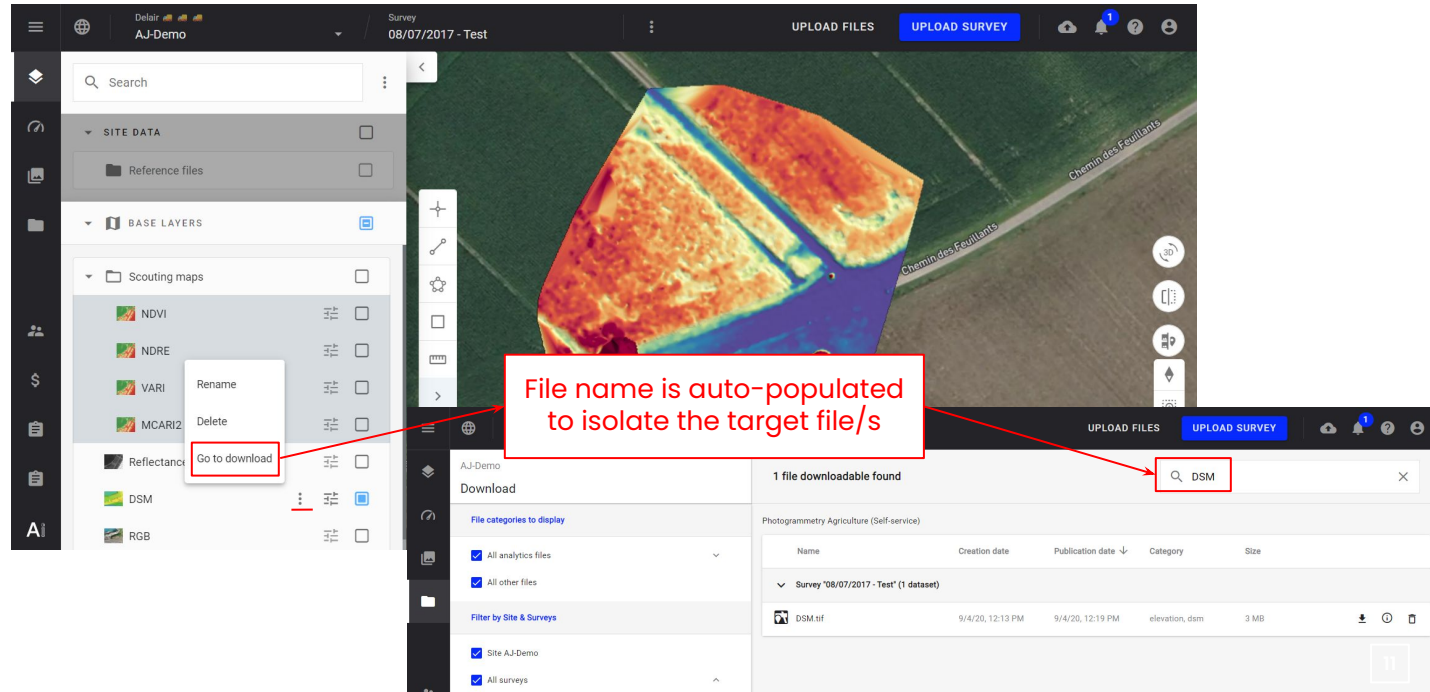 Delair
AJ-Demo
Survey
08/07/2017 - Test
UPLOAD FILES
UPLOAD SURVEY
1
Search
SITE DATA
Reference files
BASE LAYERS
Scouting maps
NDVI
NDRE
VARI
MCARI2
Reflectance
DSM
RGB
Rename
Delete
Go to download
$
A
Chemin des Feuillants
Chemin des Feuillants
3D
File name is auto-populated
to isolate the target file/s
UPLOAD FILES
UPLOAD SURVEY
1
AJ-Demo
Download
File categories to display
All analytics files
All other files
Filter by Site & Surveys
Site AJ-Demo
All surveys
1 file downloadable found
DSM
Photogrammetry Agriculture (Self-service)
Name Creation date Publication date Category Size
Survey "08/07/2017 - Test" (1 dataset)
DSM.tif 9/4/20, 12:13 PM 9/4/20, 12:19 PM elevation, dsm 3 MB
11